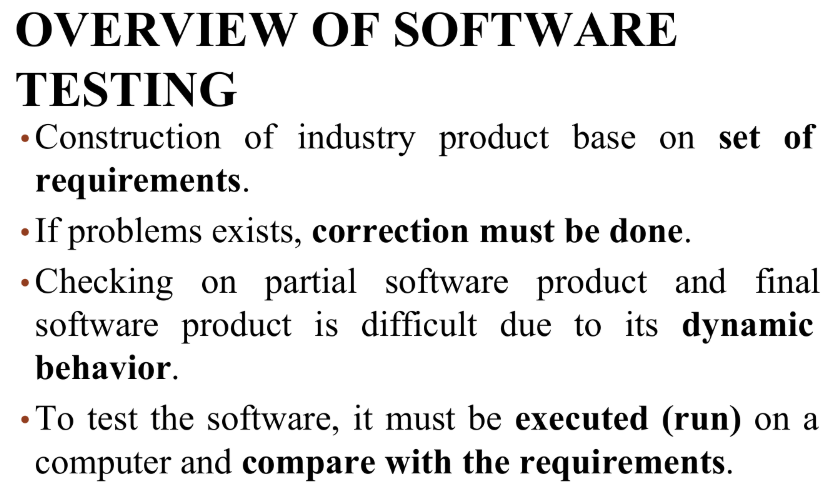 OVERVIEW OF SOFTWARE
TESTING
•Construction of industry product base on set of
requirements.
•If problems exists, correction must be done.
•Checking on partial software product and final
software product is difficult due to its dynamic
behavior.
•To test the software, it must be executed (run) on a
computer and compare with the requirements.